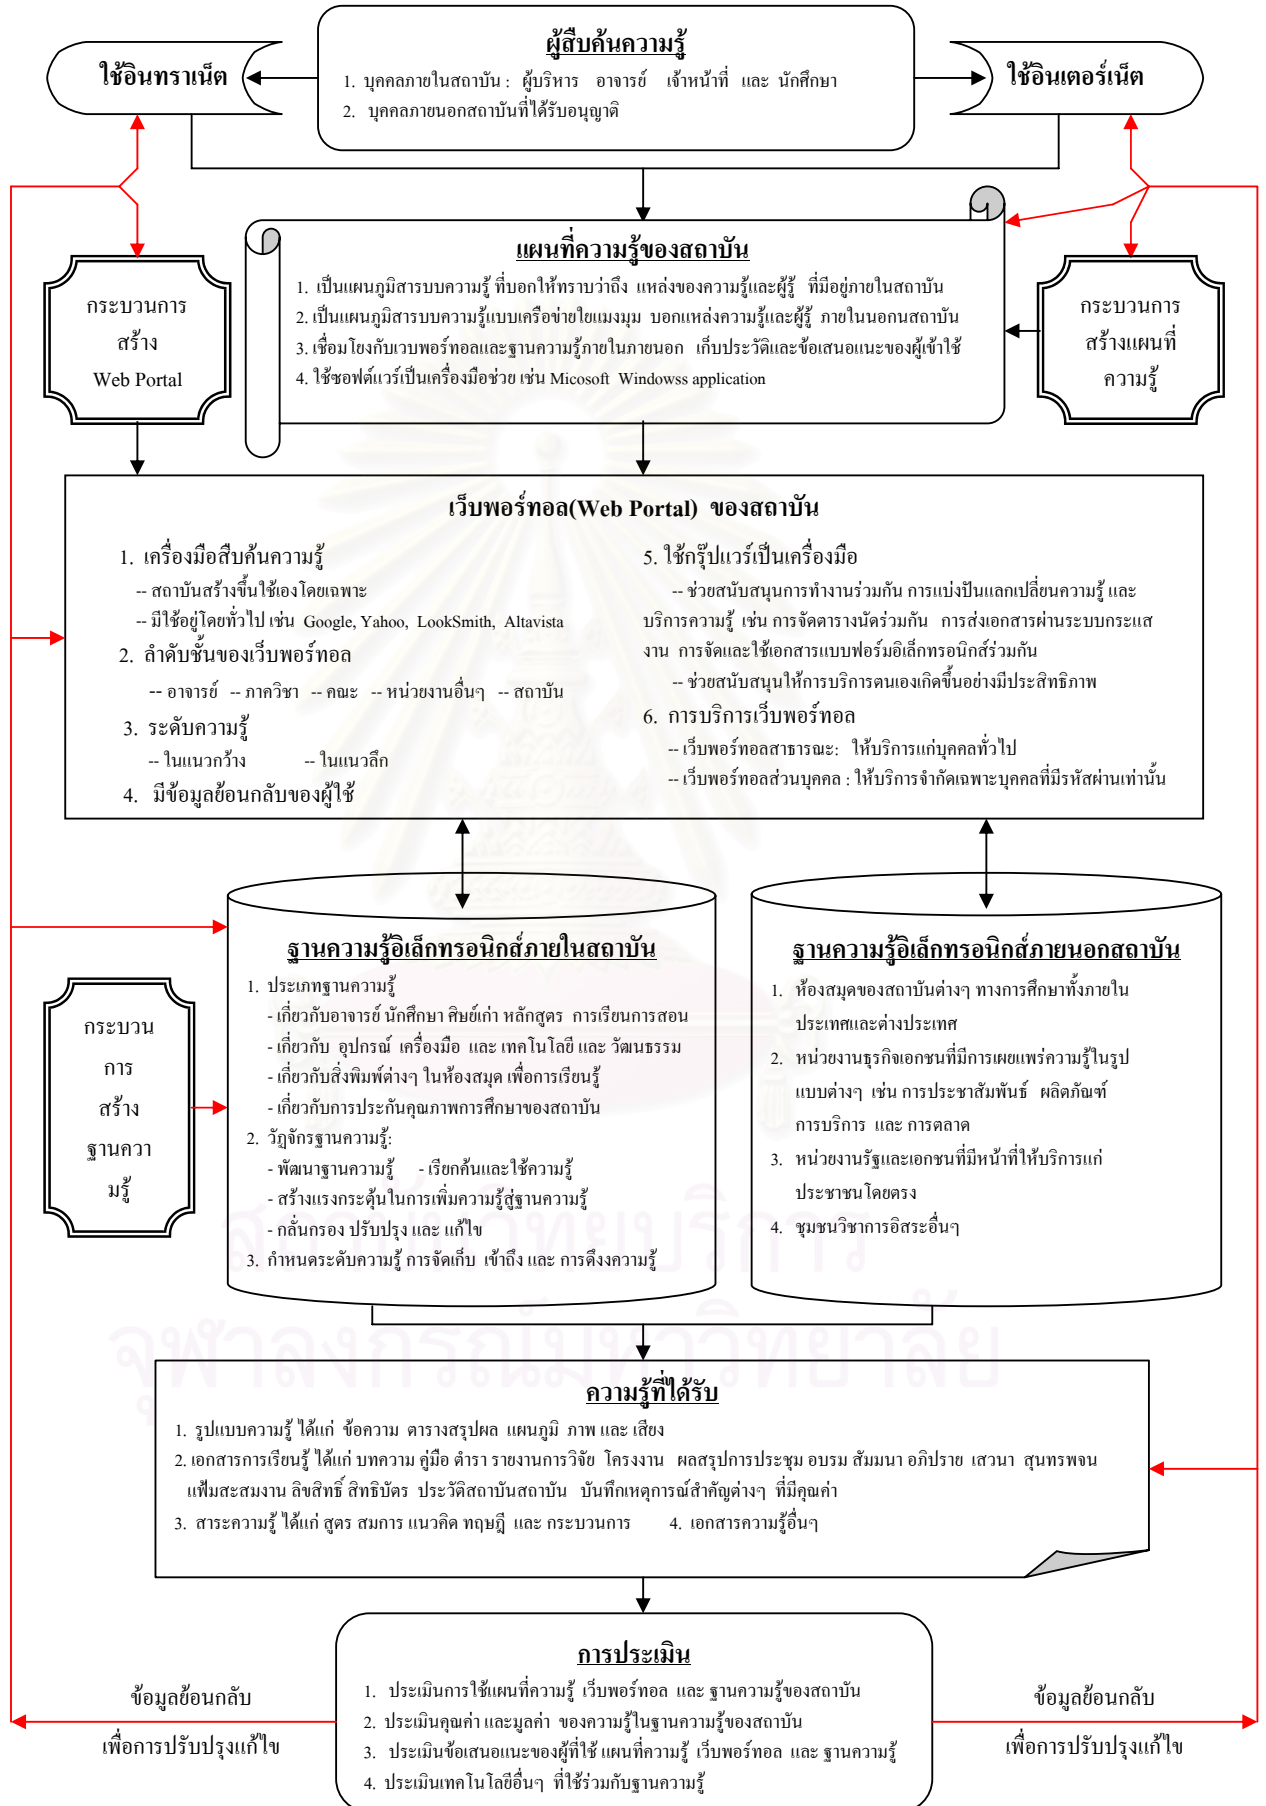 ผู้สืบค้นความรู้
1. บุคคลภายในสถาบัน : ผู้บริหาร อาจารย์ เจ้าหน้าที่ และ นักศึกษา
2. บุคคลภายนอกสถาบันที่ได้รับอนุญาติ
ใช้อินทราเน็ต
ใช้อินเตอร์เน็ต
แผนที่ความรู้ของสถาบัน
1. เป็นแผนภูมิสารบบความรู้ ที่บอกให้ทราบว่าถึง แหล่งของความรู้และผู้รู้ ที่มีอยู่ภายในสถาบัน
2. เป็นแผนภูมิสารบบความรู้แบบเครือข่ายใยแมงมุม บอกแหล่งความรู้และผู้รู้ ภายในนอกนสถาบัน
3. เชื่อมโยงกับเวบพอร์ทอลและฐานความรู้ภายในภายนอก เก็บประวัติและข้อเสนอแนะของผู้เข้าใช้
4. ใช้ซอฟต์แวร์เป็นเครื่องมือช่วย เช่น Micosoft Windowss application
กระบวนการ
สร้าง
Web Portal
กระบวนการ
สร้างแผนที่
ความรู้
เว็บพอร์ทอล(Web Portal) ของสถาบัน
1. เครื่องมือสืบค้นความรู้
-- สถาบันสร้างขึ้นใช้เองโดยเฉพาะ
-- มีใช้อยู่โดยทั่วไป เช่น Google, Yahoo, LookSmith, Altavista
2. ลำดับชั้นของเว็บพอร์ทอล
-- อาจารย์ -- ภาควิชา -- คณะ -- หน่วยงานอื่นๆ -- สถาบัน
3. ระดับความรู้
-- ในแนวกว้าง -- ในแนวลึก
4. มีข้อมูลย้อนกลับของผู้ใช้
5. ใช้กรุ๊ปแวร์เป็นเครื่องมือ
-- ช่วยสนับสนุนการทำงานร่วมกัน การแบ่งปันแลกเปลี่ยนความรู้ และ
บริการความรู้ เช่น การจัดตารางนัดร่วมกัน การส่งเอกสารผ่านระบบกระแส
งาน การจัดและใช้เอกสารแบบฟอร์มอิเล็กทรอนิกส์ร่วมกัน
-- ช่วยสนับสนุนให้การบริการตนเองเกิดขึ้นอย่างมีประสิทธิภาพ
6. การบริการเว็บพอร์ทอล
-- เว็บพอร์ทอลสาธารณะ: ให้บริการแก่บุคคลทั่วไป
-- เว็บพอร์ทอลส่วนบุคคล : ให้บริการจำกัดเฉพาะบุคคลที่มีรหัสผ่านเท่านั้น
ฐานความรู้อิเล็กทรอนิกส์ภายในสถาบัน
1. ประเภทฐานความรู้
- เกี่ยวกับอาจารย์ นักศึกษา ศิษย์เก่า หลักสูตร การเรียนการสอน
- เกี่ยวกับ อุปกรณ์ เครื่องมือ และ เทคโนโลยี และ วัฒนธรรม
- เกี่ยวกับสิ่งพิมพ์ต่างๆ ในห้องสมุด เพื่อการเรียนรู้
- เกี่ยวกับการประกันคุณภาพการศึกษาของสถาบัน
2. วัฏจักรฐานความรู้:
- พัฒนาฐานความรู้ - เรียกค้นและใช้ความรู้
- สร้างแรงกระตุ้นในการเพิ่มความรู้สู่ฐานความรู้
- กลั่นกรอง ปรับปรุง และ แก้ไข
3. กำหนดระดับความรู้ การจัดเก็บ เข้าถึง และ การดึงงความรู้
กระบวน
การ
สร้าง
ฐานควา
มรู้
ฐานความรู้อิเล็กทรอนิกส์ภายนอกสถาบัน
1. ห้องสมุดของสถาบันต่างๆ ทางการศึกษาทั้งภายใน
ประเทศและต่างประเทศ
2. หน่วยงานธุรกิจเอกชนที่มีการเผยแพร่ความรู้ในรูป
แบบต่างๆ เช่น การประชาสัมพันธ์ ผลิตภัณฑ์
การบริการ และ การตลาด
3. หน่วยงานรัฐและเอกชนที่มีหน้าที่ให้บริการแก่
ประชาชนโดยตรง
4. ชุมชนวิชาการอิสระอื่นๆ
สถาบันวิทยบริการ
จุฬาลงกรณ์มหาวิทยาลัย
ความรู้ที่ได้รับ
1. รูปแบบความรู้ ได้แก่ ข้อความ ตารางสรุปผล แผนภูมิ ภาพ และ เสียง
2. เอกสารการเรียนรู้ ได้แก่ บทความ คู่มือ ตำรา รายงานการวิจัย โครงงาน ผลสรุปการประชุม อบรม สัมมนา อภิปราย เสวนา สุนทรพจน
แฟ้มสะสมงาน ลิขสิทธิ์ สิทธิบัตร ประวัติสถาบันสถาบัน บันทึกเหตุการณ์สำคัญต่างๆ ที่มีคุณค่า
3. สาระความรู้ ได้แก่ สูตร สมการ แนวคิด ทฤษฎี และ กระบวนการ 4. เอกสารความรู้อื่นๆ
การประเมิน
1. ประเมินการใช้แผนที่ความรู้ เว็บพอร์ทอล และ ฐานความรู้ของสถาบัน
2. ประเมินคุณค่า และมูลค่า ของความรู้ในฐานความรู้ของสถาบัน
3. ประเมินข้อเสนอแนะของผู้ที่ใช้ แผนที่ความรู้ เว็บพอร์ทอล และ ฐานความรู้
4. ประเมินเทคโนโลยีอื่นๆ ที่ใช้ร่วมกับฐานความรู้
ข้อมูลย้อนกลับ
เพื่อการปรับปรุงแก้ไข
ข้อมูลย้อนกลับ
เพื่อการปรับปรุงแก้ไข